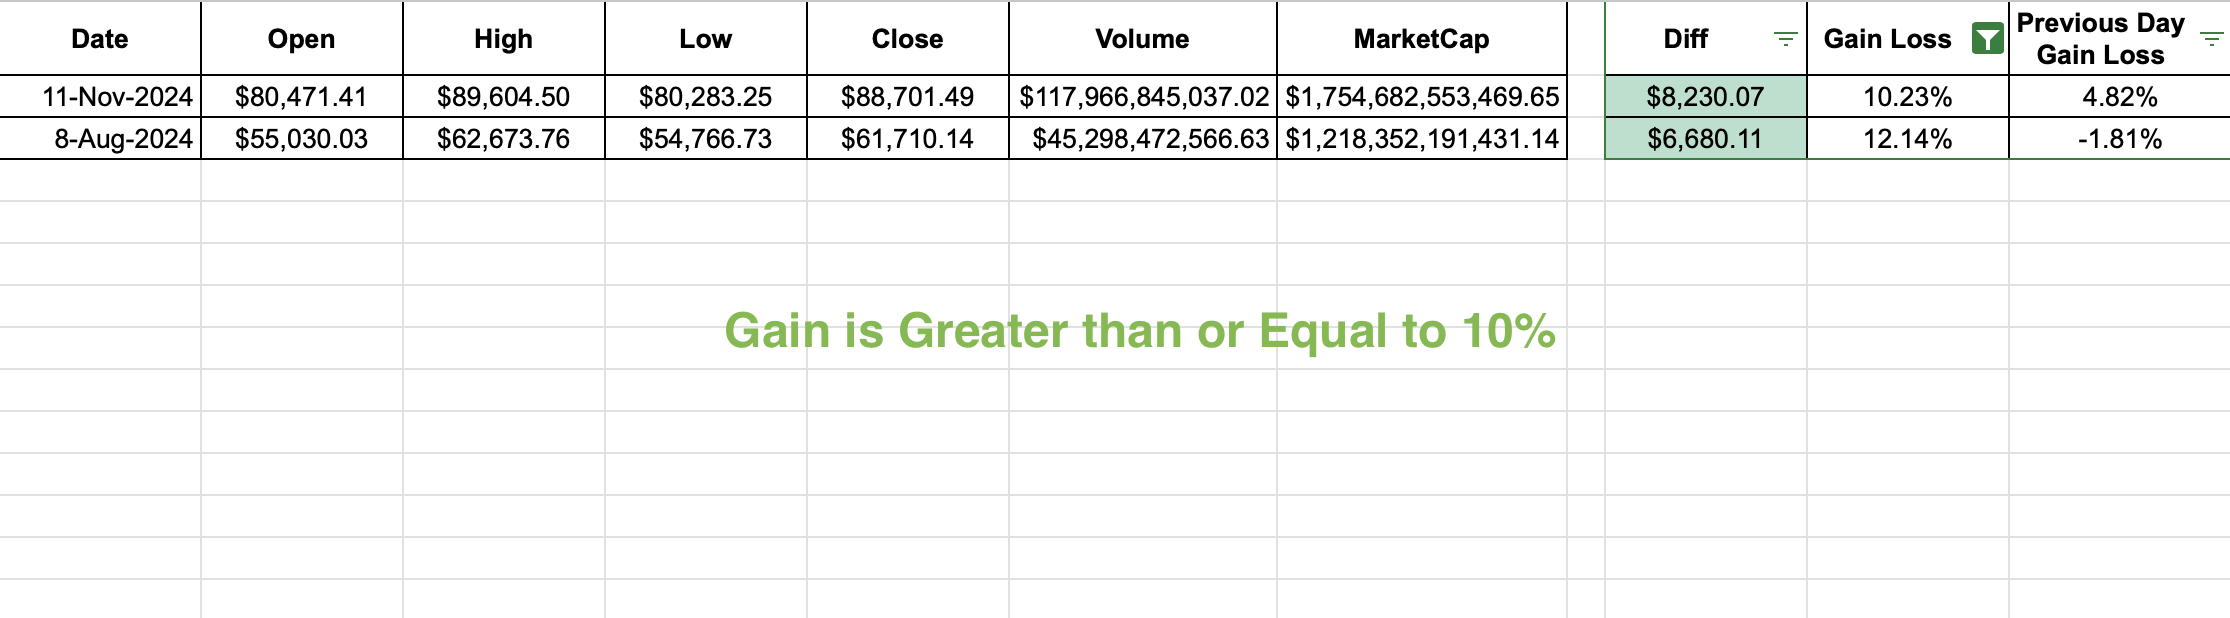 Date Open High Low Close Volume MarketCap Diff Gain Loss Previous Day
Gain Loss
11-Nov-2024 $80,471.41 $89,604.50 $80,283.25 $88,701.49 $117,966,845,037.02 $1,754,682,553,469.65 $8,230.07 10.23% 4.82%
8-Aug-2024 $55,030.03 $62,673.76 $54,766.73 $61,710.14 $45,298,472,566.63 $1,218,352,191,431.14 $6,680.11 12.14% -1.81%
Gain is Greater than or Equal to 10%